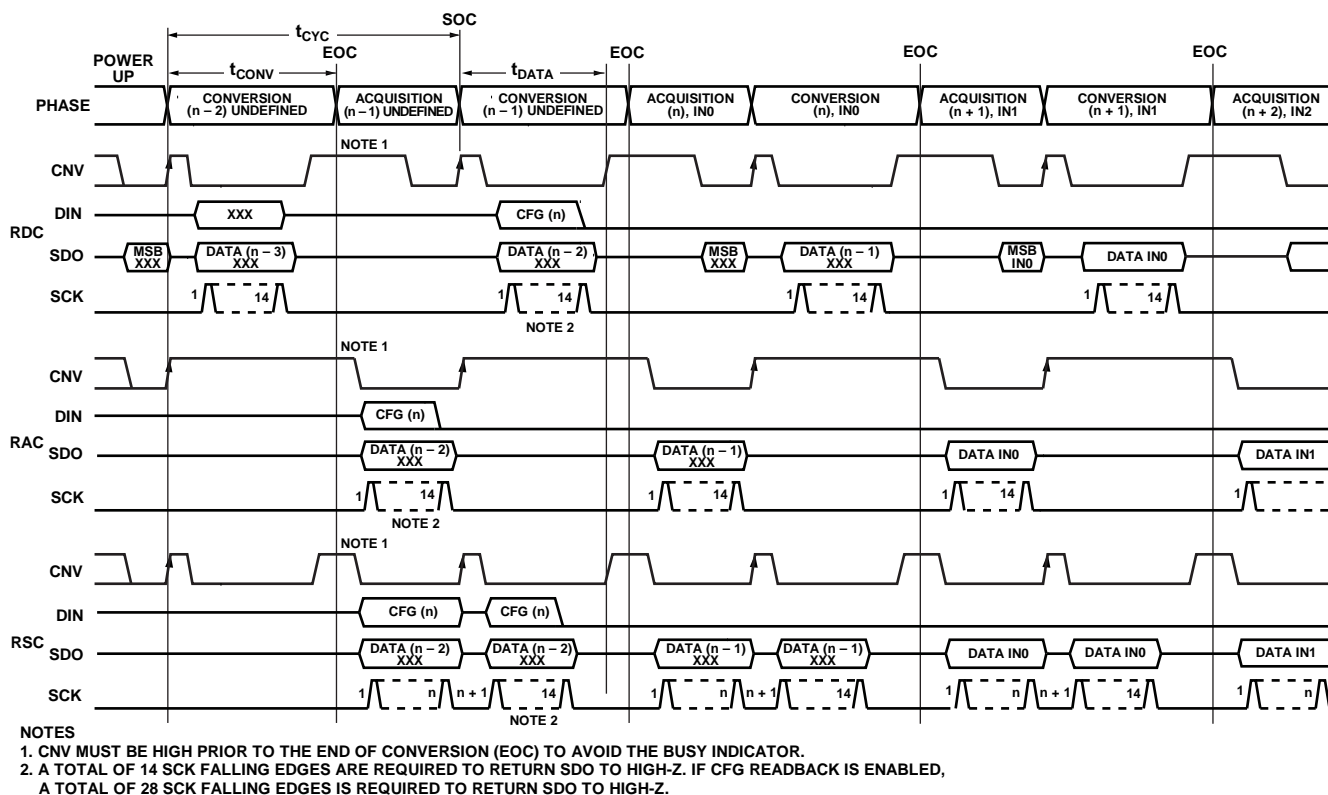 SOC
tCYC
EOC EOC EOC
POWER UP
tCONV
tDATA
PHASE
CONVERSION (n – 2) UNDEFINED
ACQUISITION (n – 1) UNDEFINED
CONVERSION (n – 1) UNDEFINED
ACQUISITION (n), IN0
CONVERSION (n), IN0
ACQUISITION (n + 1), IN1
CONVERSION (n + 1), IN1
ACQUISITION (n + 2), IN2
NOTE 1
CNV
DIN XXX CFG (n)
RDC
SDO MSB XXX DATA (n – 3) XXX DATA (n – 2) XXX MSB XXX DATA (n – 1) XXX MSB IN0 DATA IN0
SCK 1 14 1 14 1 14 1 14
NOTE 2
NOTE 1
CNV
DIN CFG (n)
RAC
SDO DATA (n – 2) XXX DATA (n – 1) XXX DATA IN0 DATA IN1
SCK 1 14 1 14 1 14 1
NOTE 2
NOTE 1
CNV
DIN CFG (n) CFG (n)
RSC
SDO DATA (n – 2) XXX DATA (n – 2) XXX DATA (n – 1) XXX DATA (n – 1) XXX DATA IN0 DATA IN0 DATA IN1
SCK 1 n n + 1 14 1 n n + 1 14 1 n n + 1 14 1 n
NOTE 2
NOTES
1. CNV MUST BE HIGH PRIOR TO THE END OF CONVERSION (EOC) TO AVOID THE BUSY INDICATOR.
2. A TOTAL OF 14 SCK FALLING EDGES ARE REQUIRED TO RETURN SDO TO HIGH-Z. IF CFG READBACK IS ENABLED,
A TOTAL OF 28 SCK FALLING EDGES IS REQUIRED TO RETURN SDO TO HIGH-Z.